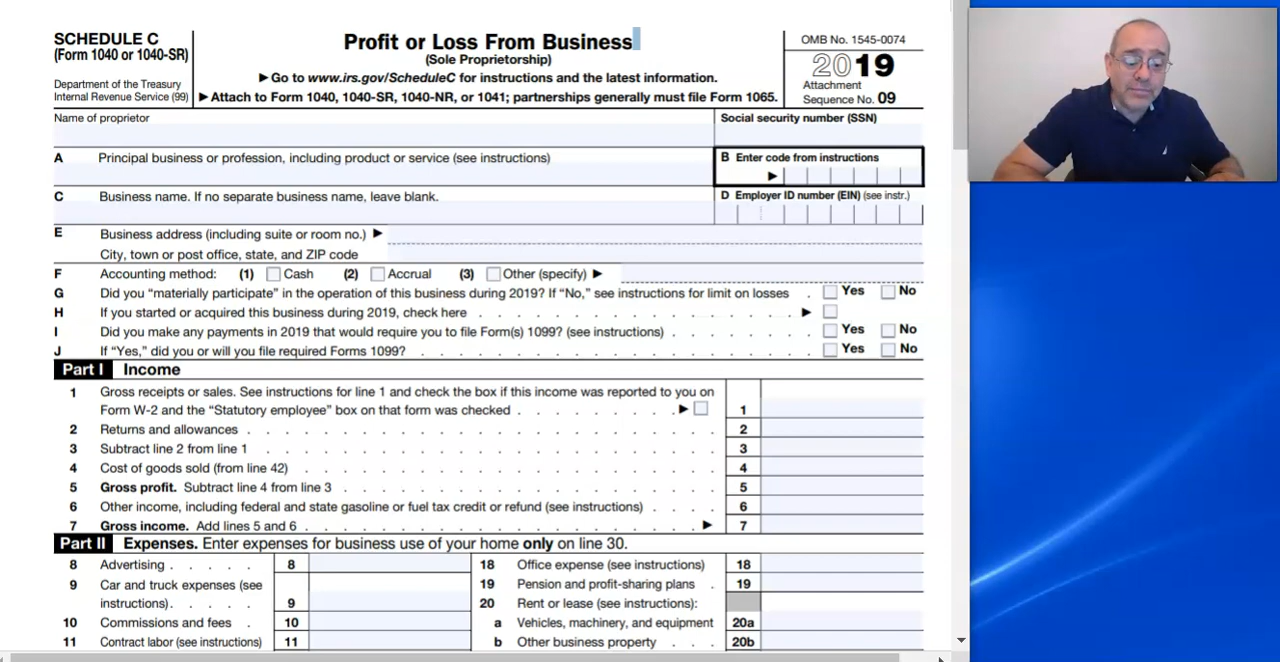 SCHEDULE C
(Form 1040 or 1040-SR)
Department of the Treasury
Internal Revenue Service (99)
Profit or Loss From Business
(Sole Proprietorship)
▶ Go to www.irs.gov/ScheduleC for instructions and the latest information.
▶ Attach to Form 1040, 1040-SR, 1040-NR, or 1041; partnerships generally must file Form 1065.
OMB No. 1545-0074
2019
Attachment
Sequence No. 09
Name of proprietor
Social security number (SSN)
A Principal business or profession, including product or service (see instructions)
B Enter code from instructions
▶
C Business name. If no separate business name, leave blank.
D Employer ID number (EIN) (see instr.)
E Business address (including suite or room no.) ▶
City, town or post office, state, and ZIP code
F Accounting method: (1) Cash (2) Accrual (3) Other (specify) ▶
G Did you “materially participate” in the operation of this business during 2019? If “No,” see instructions for limit on losses . Yes No
H If you started or acquired this business during 2019, check here . . . . . . . . . . . . . . . . . ▶
I Did you make any payments in 2019 that would require you to file Form(s) 1099? (see instructions) . . . . . . . . Yes No
J If “Yes,” did you or will you file required Forms 1099? . . . . . . . . . . . . . . . . . . . . Yes No
Part I Income
1 Gross receipts or sales. See instructions for line 1 and check the box if this income was reported to you on
Form W-2 and the “Statutory employee” box on that form was checked . . . . . . . . . ▶ 1
2 Returns and allowances . . . . . . . . . . . . . . . . . . . . . . . . 2
3 Subtract line 2 from line 1 . . . . . . . . . . . . . . . . . . . . . . . . 3
4 Cost of goods sold (from line 42) . . . . . . . . . . . . . . . . . . . . . 4
5 Gross profit. Subtract line 4 from line 3 . . . . . . . . . . . . . . . . . . . 5
6 Other income, including federal and state gasoline or fuel tax credit or refund (see instructions) . . . . 6
7 Gross income. Add lines 5 and 6 . . . . . . . . . . . . . . . . . . . . ▶ 7
Part II Expenses. Enter expenses for business use of your home only on line 30.
8 Advertising . . . . . 8
18 Office expense (see instructions) 18
9 Car and truck expenses (see
19 Pension and profit-sharing plans . 19
instructions) . . . . . 9
20 Rent or lease (see instructions):
10 Commissions and fees . 10
a Vehicles, machinery, and equipment 20a
11 Contract labor (see instructions) 11
b Other business property . . . 20b